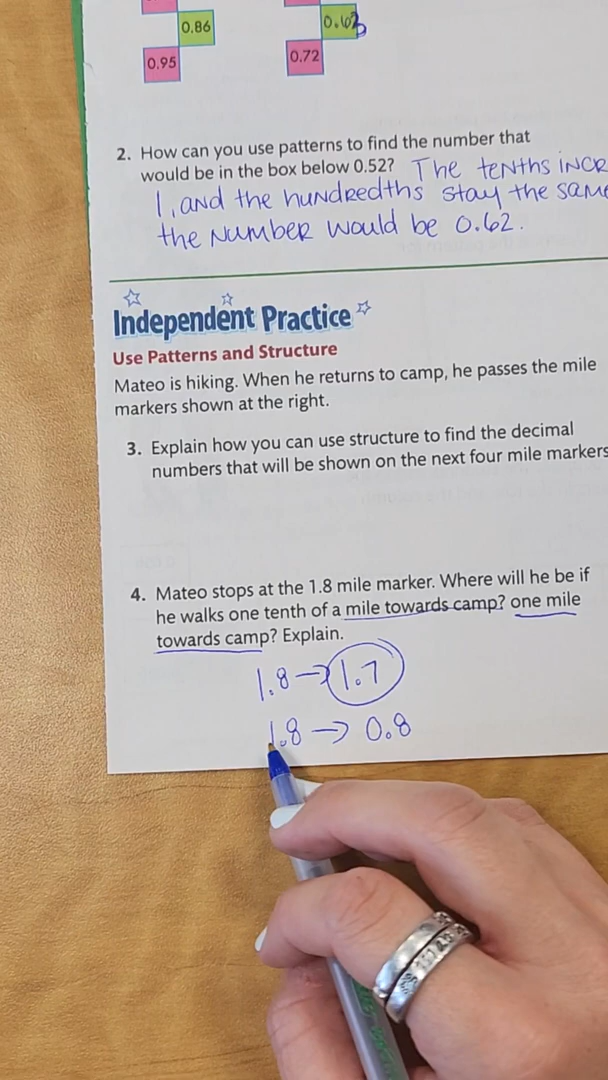 0.86
0.63
0.95
0.72
2. How can you use patterns to find the number that
would be in the box below 0.52? The tenths incr
1, and the hundredths stay the same
the number would be 0.62.
Independent Practice
Use Patterns and Structure
Mateo is hiking. When he returns to camp, he passes the mile
markers shown at the right.
3. Explain how you can use structure to find the decimal
numbers that will be shown on the next four mile markers
4. Mateo stops at the 1.8 mile marker. Where will he be if
he walks one tenth of a mile towards camp? one mile
towards camp? Explain.
1.8 → 1.7
1.8 → 0.8